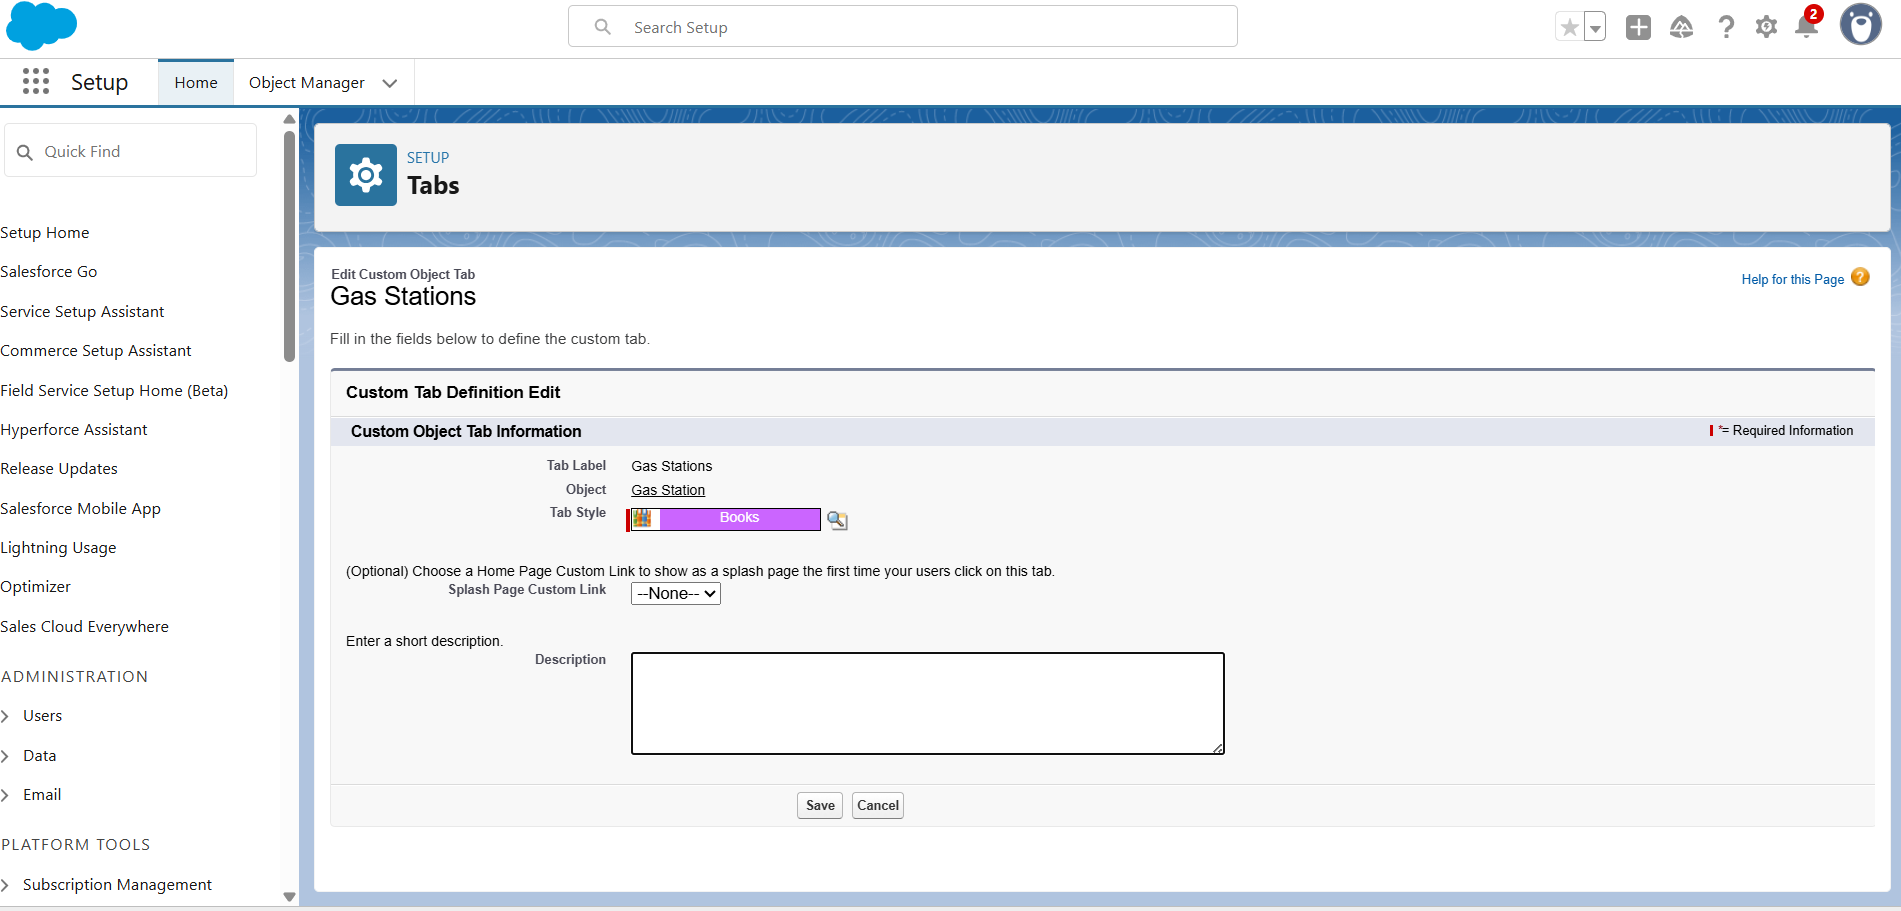 Search Setup
2
Setup
Home
Object Manager
Quick Find
Setup Home
Salesforce Go
Service Setup Assistant
Commerce Setup Assistant
Field Service Setup Home (Beta)
Hyperforce Assistant
Release Updates
Salesforce Mobile App
Lightning Usage
Optimizer
Sales Cloud Everywhere
ADMINISTRATION
Users
Data
Email
PLATFORM TOOLS
Subscription Management
SETUP
Tabs
Edit Custom Object Tab
Gas Stations
Help for this Page ?
Fill in the fields below to define the custom tab.
Custom Tab Definition Edit
Custom Object Tab Information
*= Required Information
Tab Label Gas Stations
Object Gas Station
Tab Style Books
(Optional) Choose a Home Page Custom Link to show as a splash page the first time your users click on this tab.
Splash Page Custom Link --None--
Enter a short description.
Description
Save Cancel